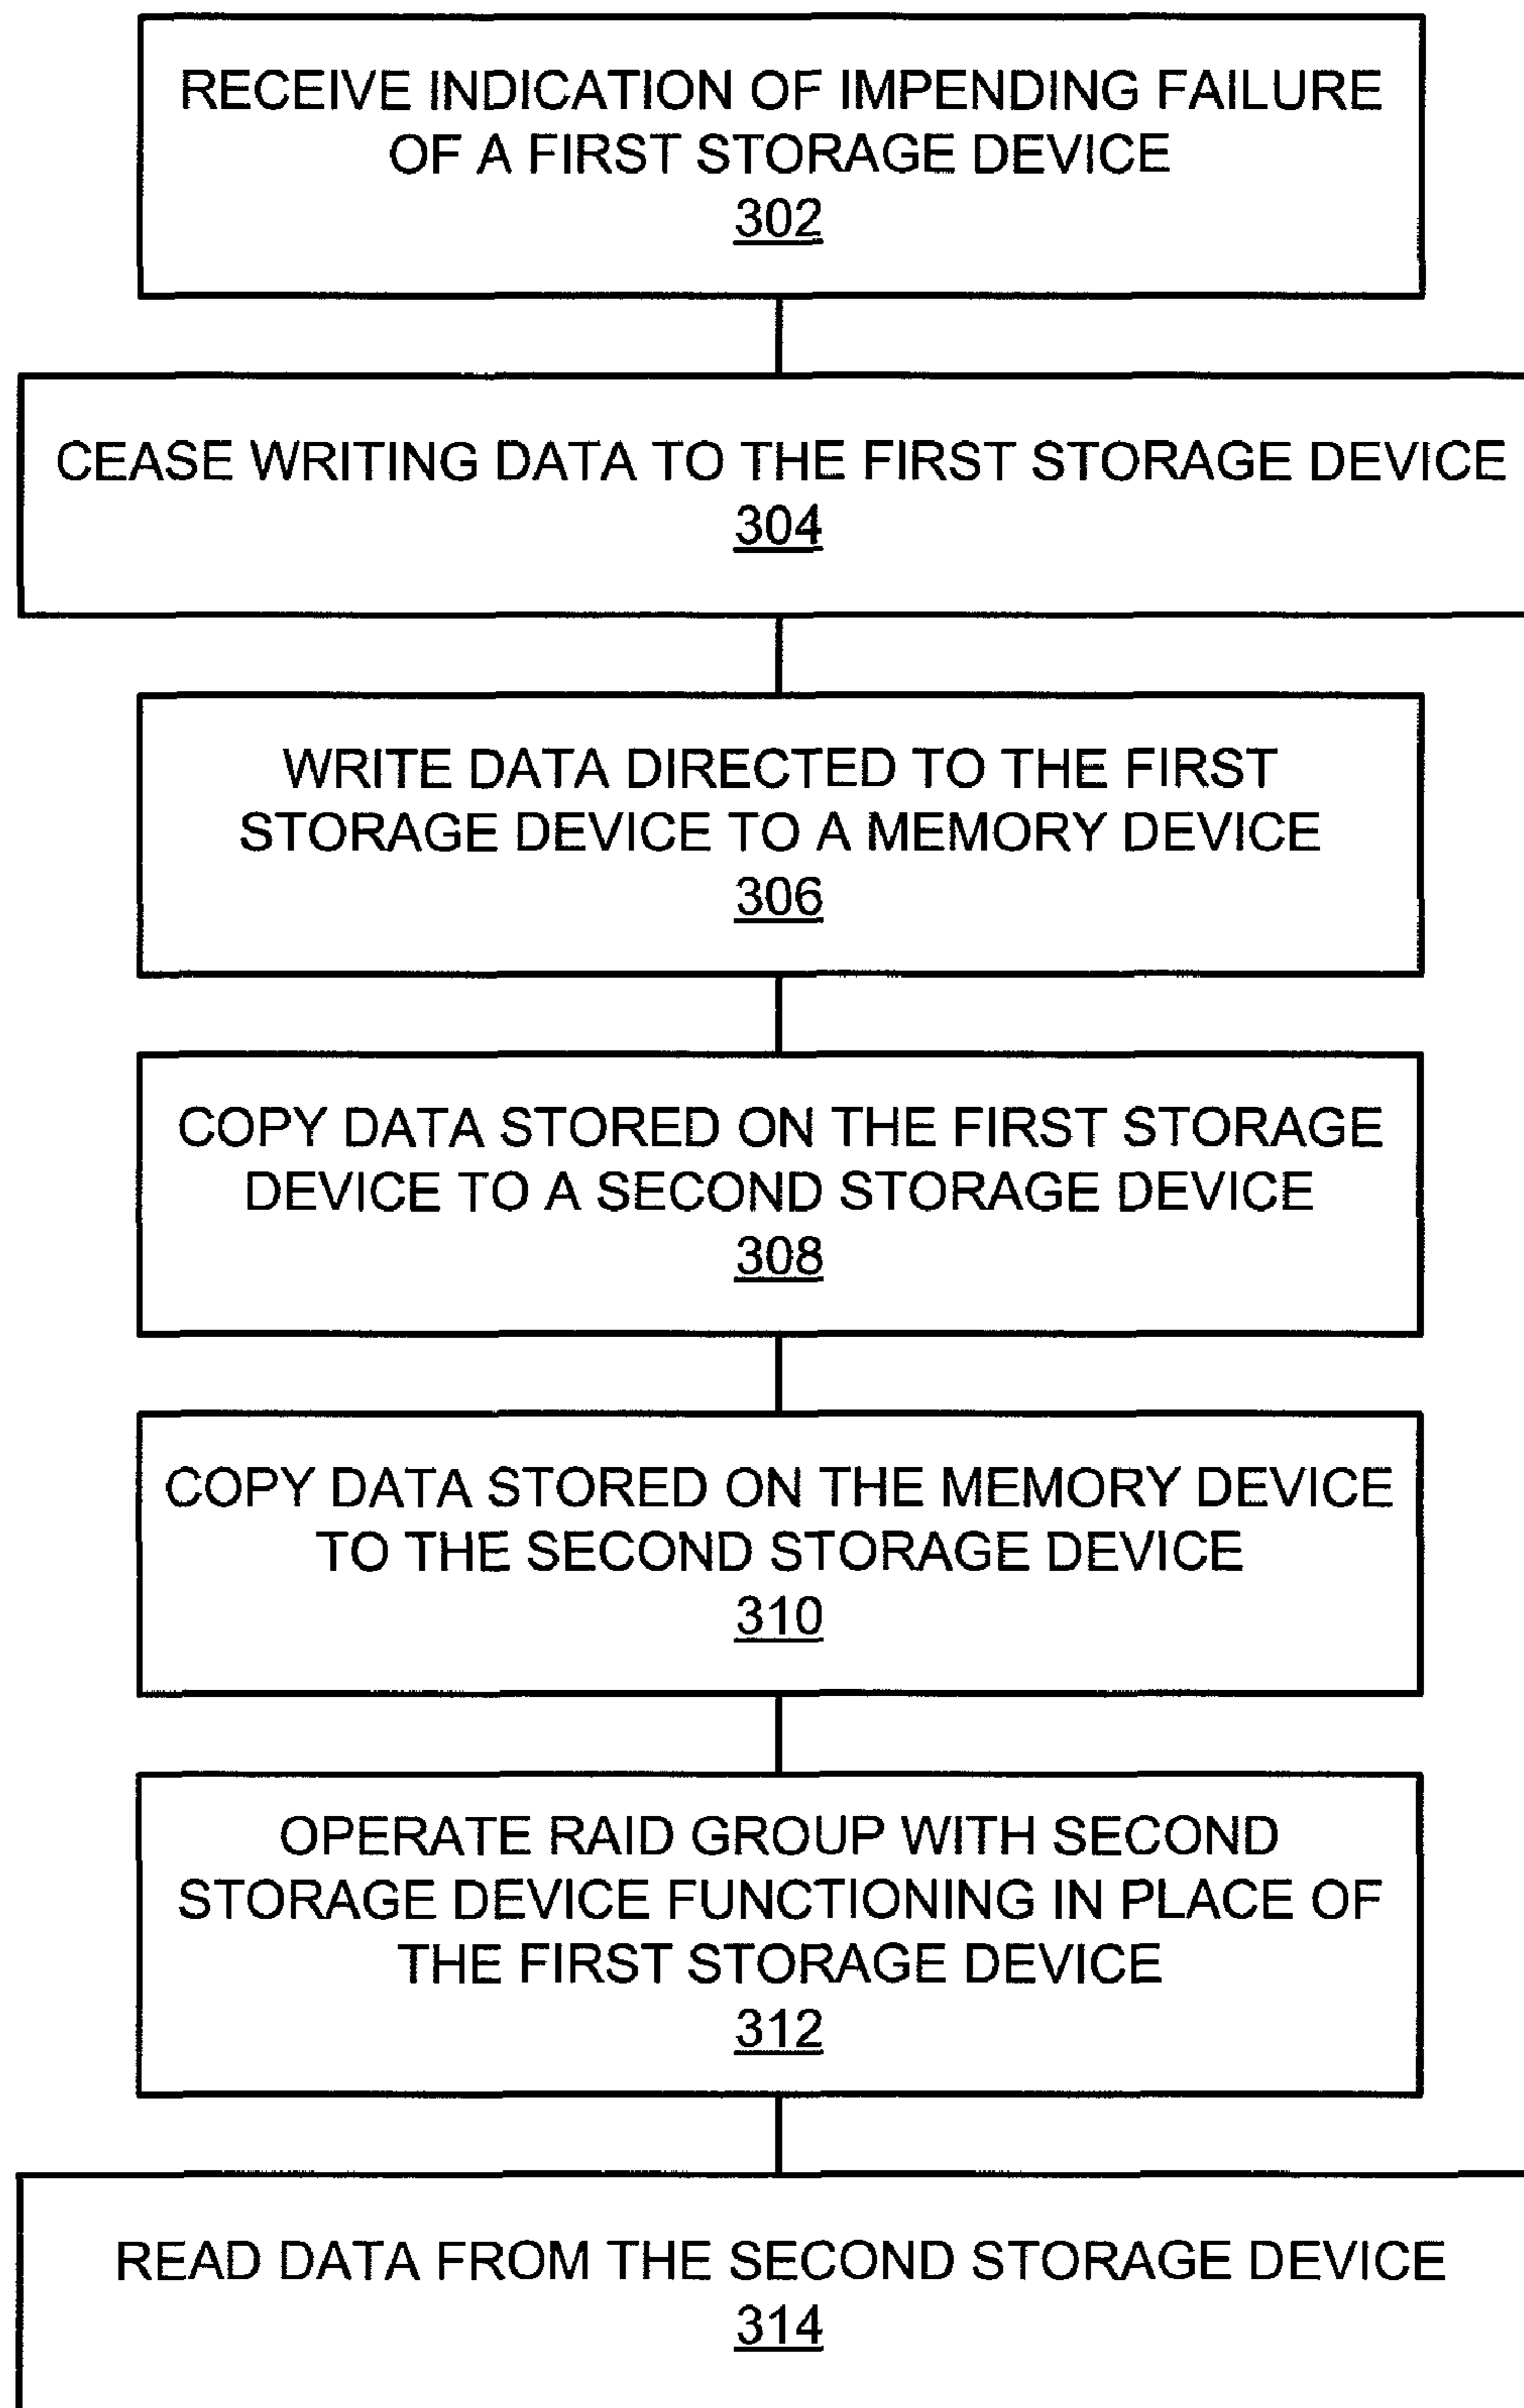 RECEIVE INDICATION OF IMPENDING FAILURE
OF A FIRST STORAGE DEVICE
302
CEASE WRITING DATA TO THE FIRST STORAGE DEVICE
304
WRITE DATA DIRECTED TO THE FIRST
STORAGE DEVICE TO A MEMORY DEVICE
306
COPY DATA STORED ON THE FIRST STORAGE
DEVICE TO A SECOND STORAGE DEVICE
308
COPY DATA STORED ON THE MEMORY DEVICE
TO THE SECOND STORAGE DEVICE
310
OPERATE RAID GROUP WITH SECOND
STORAGE DEVICE FUNCTIONING IN PLACE OF
THE FIRST STORAGE DEVICE
312
READ DATA FROM THE SECOND STORAGE DEVICE
314